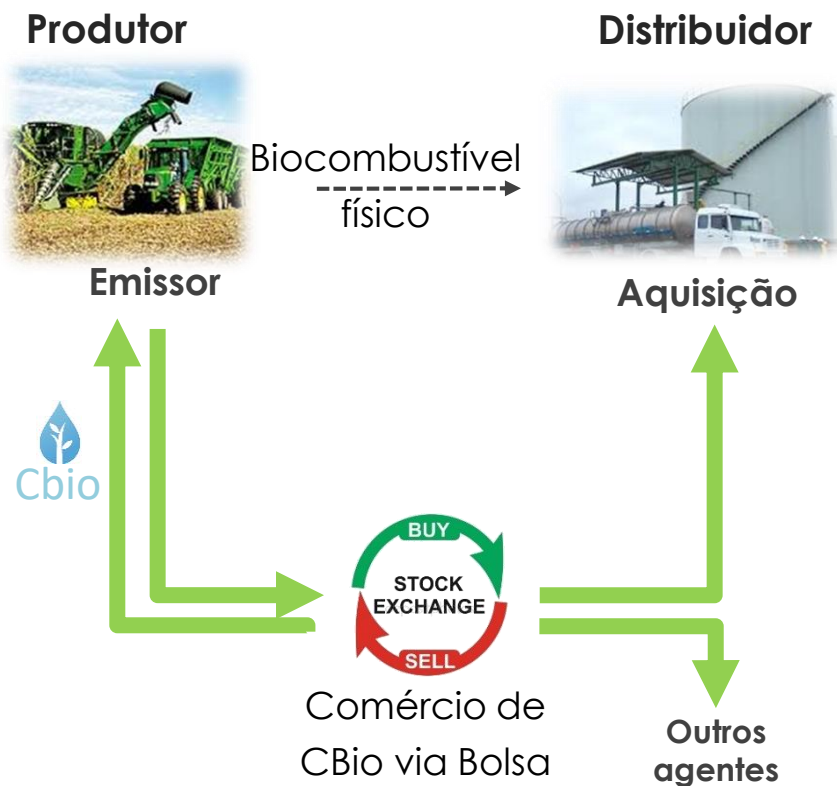 Produtor
Distribuidor
Biocombustível
físico
Emissor
Aquisição
Cbio
BUY
STOCK
EXCHANGE
SELL
Comércio de
CBio via Bolsa
Outros
agentes